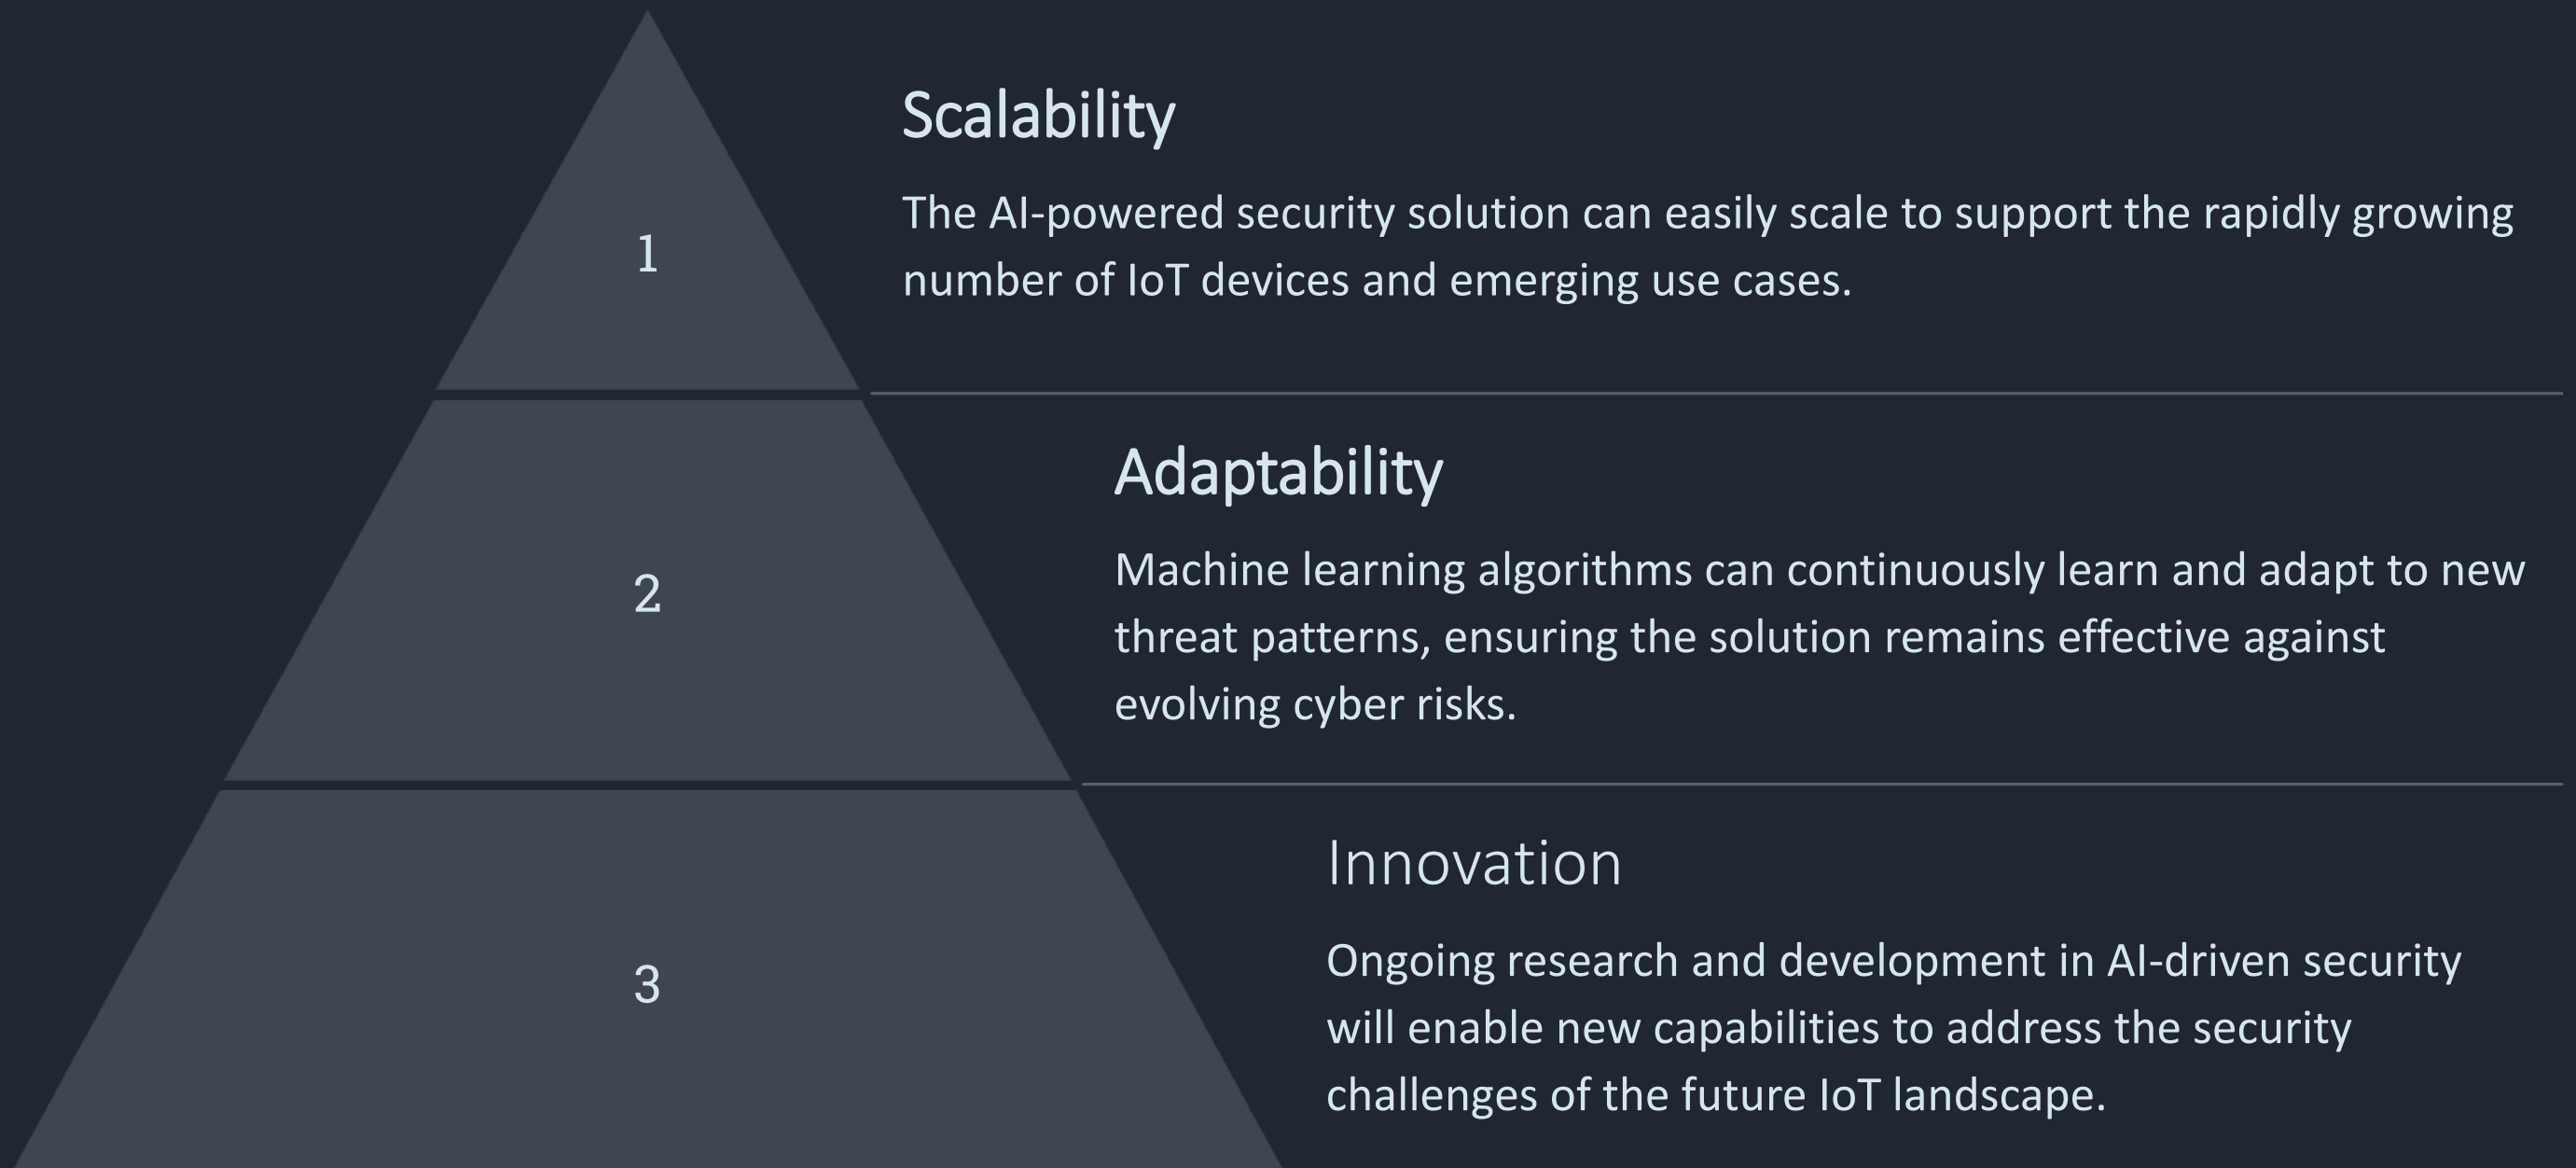 1
Scalability
The AI-powered security solution can easily scale to support the rapidly growing
number of IoT devices and emerging use cases.
2
Adaptability
Machine learning algorithms can continuously learn and adapt to new
threat patterns, ensuring the solution remains effective against
evolving cyber risks.
3
Innovation
Ongoing research and development in AI-driven security
will enable new capabilities to address the security
challenges of the future IoT landscape.